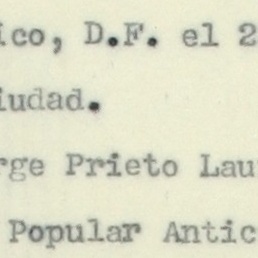 ico, D.F. el 2
iudad.
rge Prieto Lau
Popular Antic